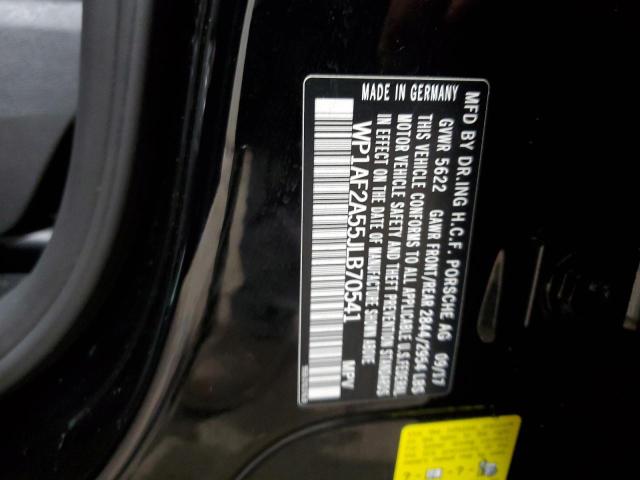 MFD BY DR.ING H.C.F. PORSCHE AG 09/17
GVWR 5622 GAWR FRONT/REAR 2844/2954 LBS
THIS VEHICLE CONFORMS TO ALL APPLICABLE U.S.FEDERAL
MOTOR VEHICLE SAFETY AND THEFT PREVENTION STANDARDS
IN EFFECT ON THE DATE OF MANUFACTURE SHOWN ABOVE
WP1AF2A55JLB70541 MPV
MADE IN GERMANY